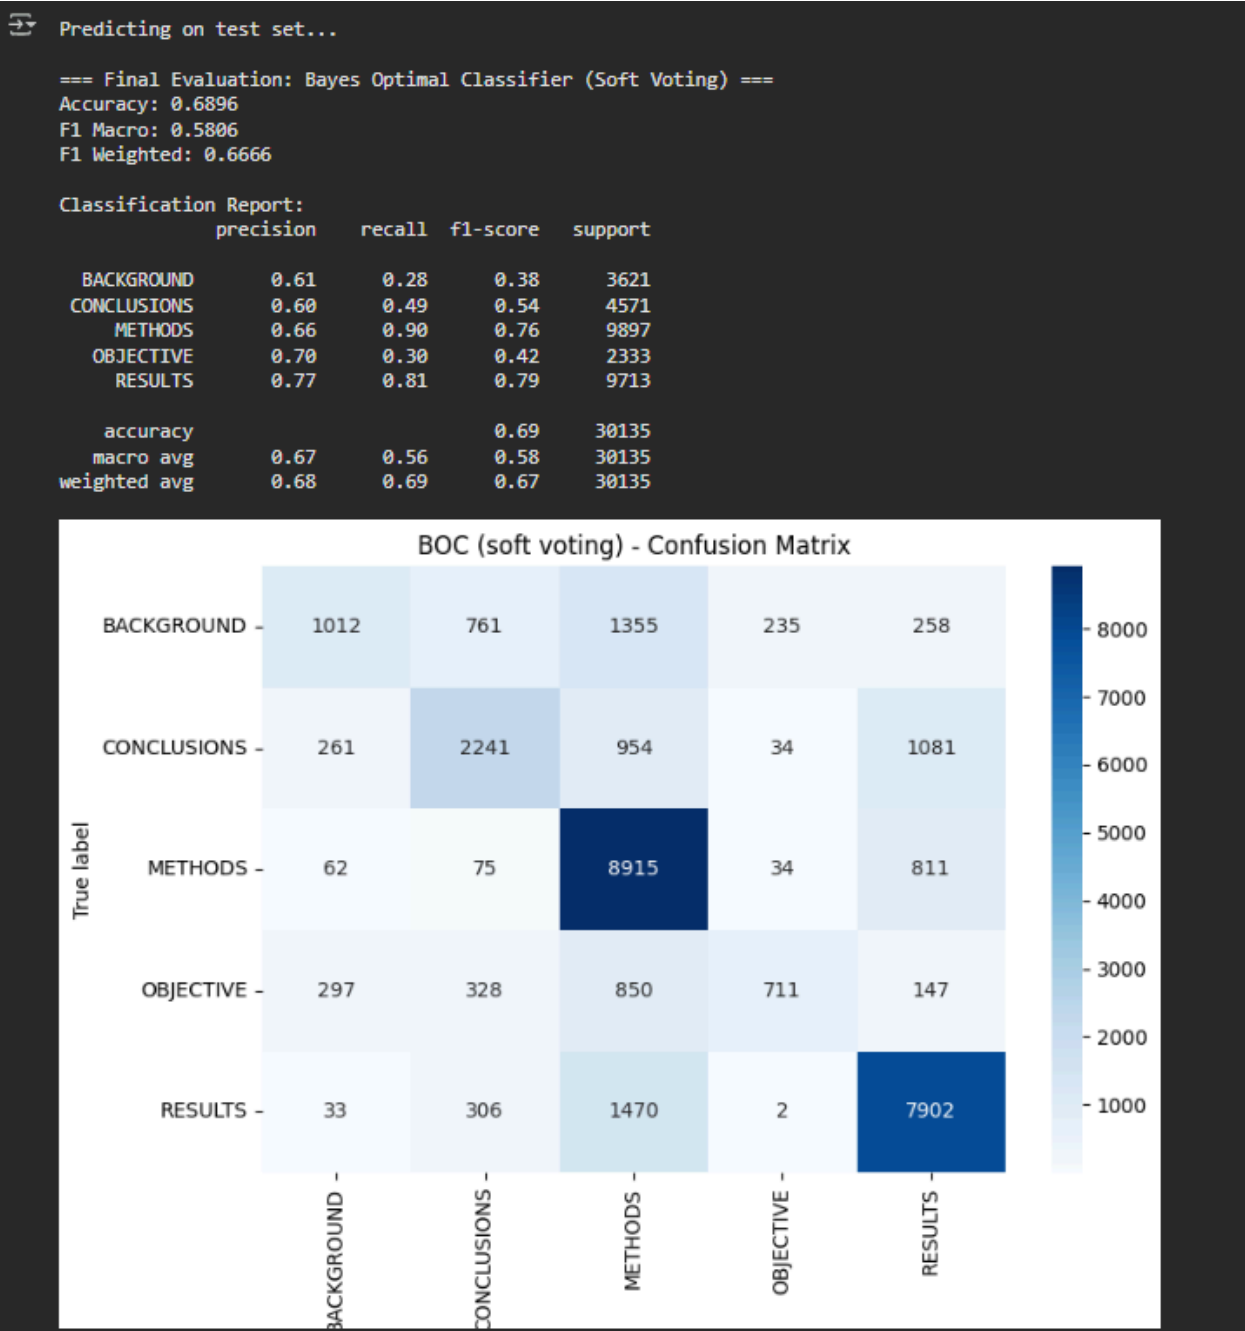 Predicting on test set...
=== Final Evaluation: Bayes Optimal Classifier (Soft Voting) ===
Accuracy: 0.6896
F1 Macro: 0.5806
F1 Weighted: 0.6666
Classification Report:
precision recall f1-score support
BACKGROUND 0.61 0.28 0.38 3621
CONCLUSIONS 0.60 0.49 0.54 4571
METHODS 0.66 0.90 0.76 9897
OBJECTIVE 0.70 0.30 0.42 2333
RESULTS 0.77 0.81 0.79 9713
accuracy 0.69 30135
macro avg 0.67 0.56 0.58 30135
weighted avg 0.68 0.69 0.67 30135
BOC (soft voting) - Confusion Matrix
BACKGROUND 1012 761 1355 235 258
CONCLUSIONS 261 2241 954 34 1081
METHODS 62 75 8915 34 811
OBJECTIVE 297 328 850 711 147
RESULTS 33 306 1470 2 7902
True label
BACKGROUND CONCLUSIONS METHODS OBJECTIVE RESULTS
8000
7000
6000
5000
4000
3000
2000
1000